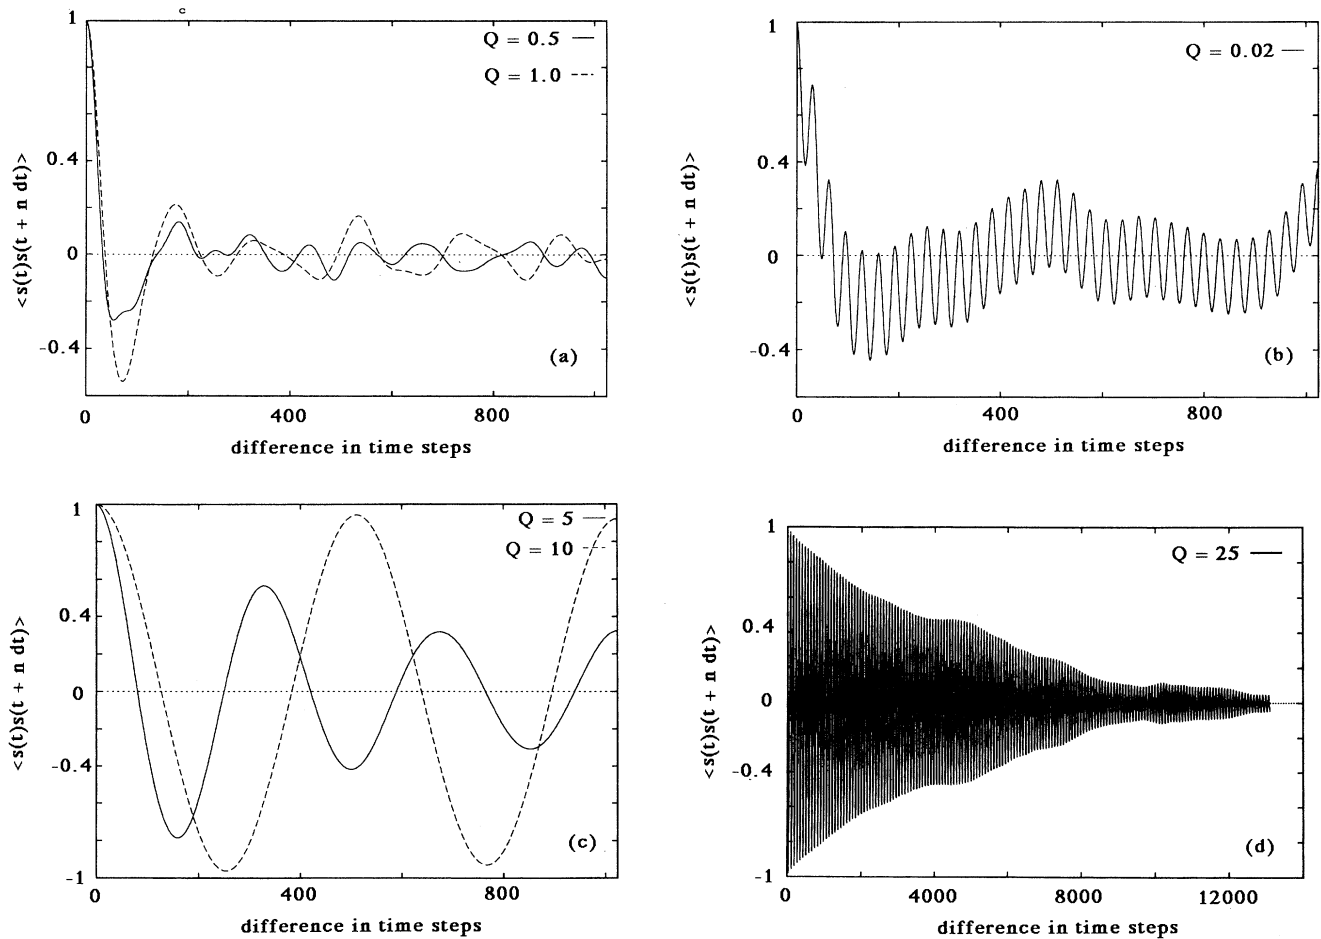 c
1
Q = 0.5
Q = 1.0
0.4
0
-0.4
<s(t)s(t + n dt)>
(a)
0 400 800
difference in time steps
1
Q = 0.02
0.4
0
-0.4
<s(t)s(t + n dt)>
(b)
0 400 800
difference in time steps
1
Q = 5
Q = 10
0.4
0
-0.4
-1
<s(t)s(t + n dt)>
(c)
0 400 800
difference in time steps
1
Q = 25
0.4
0
-0.4
-1
<s(t)s(t + n dt)>
(d)
0 4000 8000 12000
difference in time steps